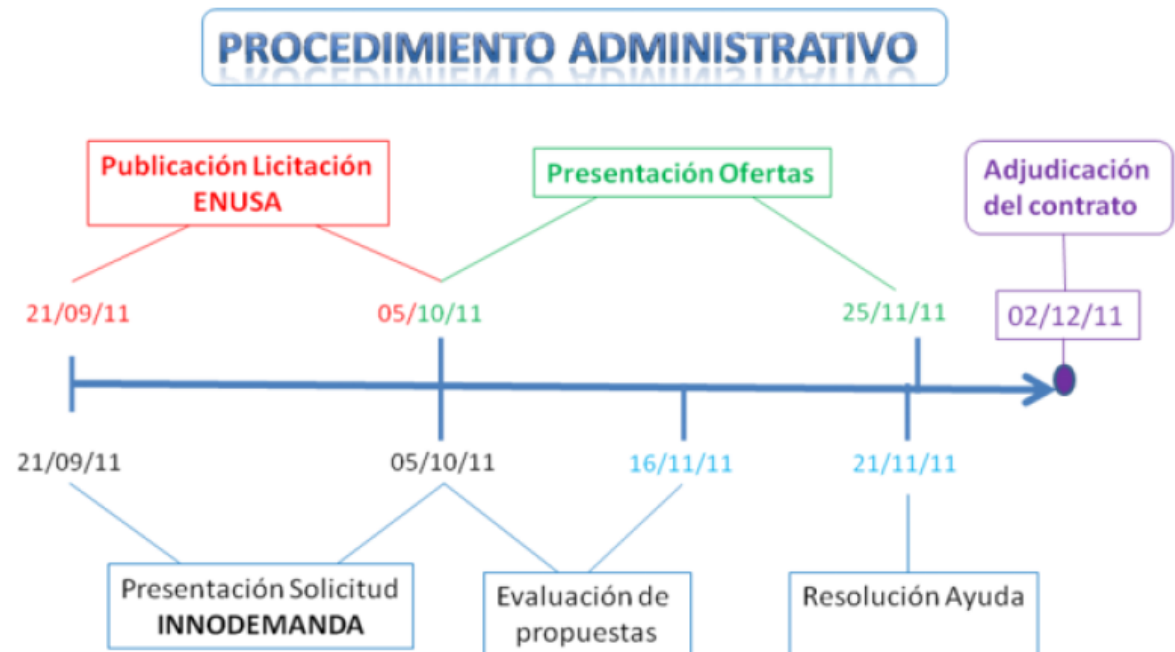 PROCEDIMIENTO ADMINISTRATIVO
Publicación Licitación
ENUSA
Presentación Ofertas
Adjudicación
del contrato
21/09/11
05/10/11
25/11/11
02/12/11
21/09/11
05/10/11
16/11/11
21/11/11
Presentación Solicitud
INNODEMANDA
Evaluación de
propuestas
Resolución Ayuda